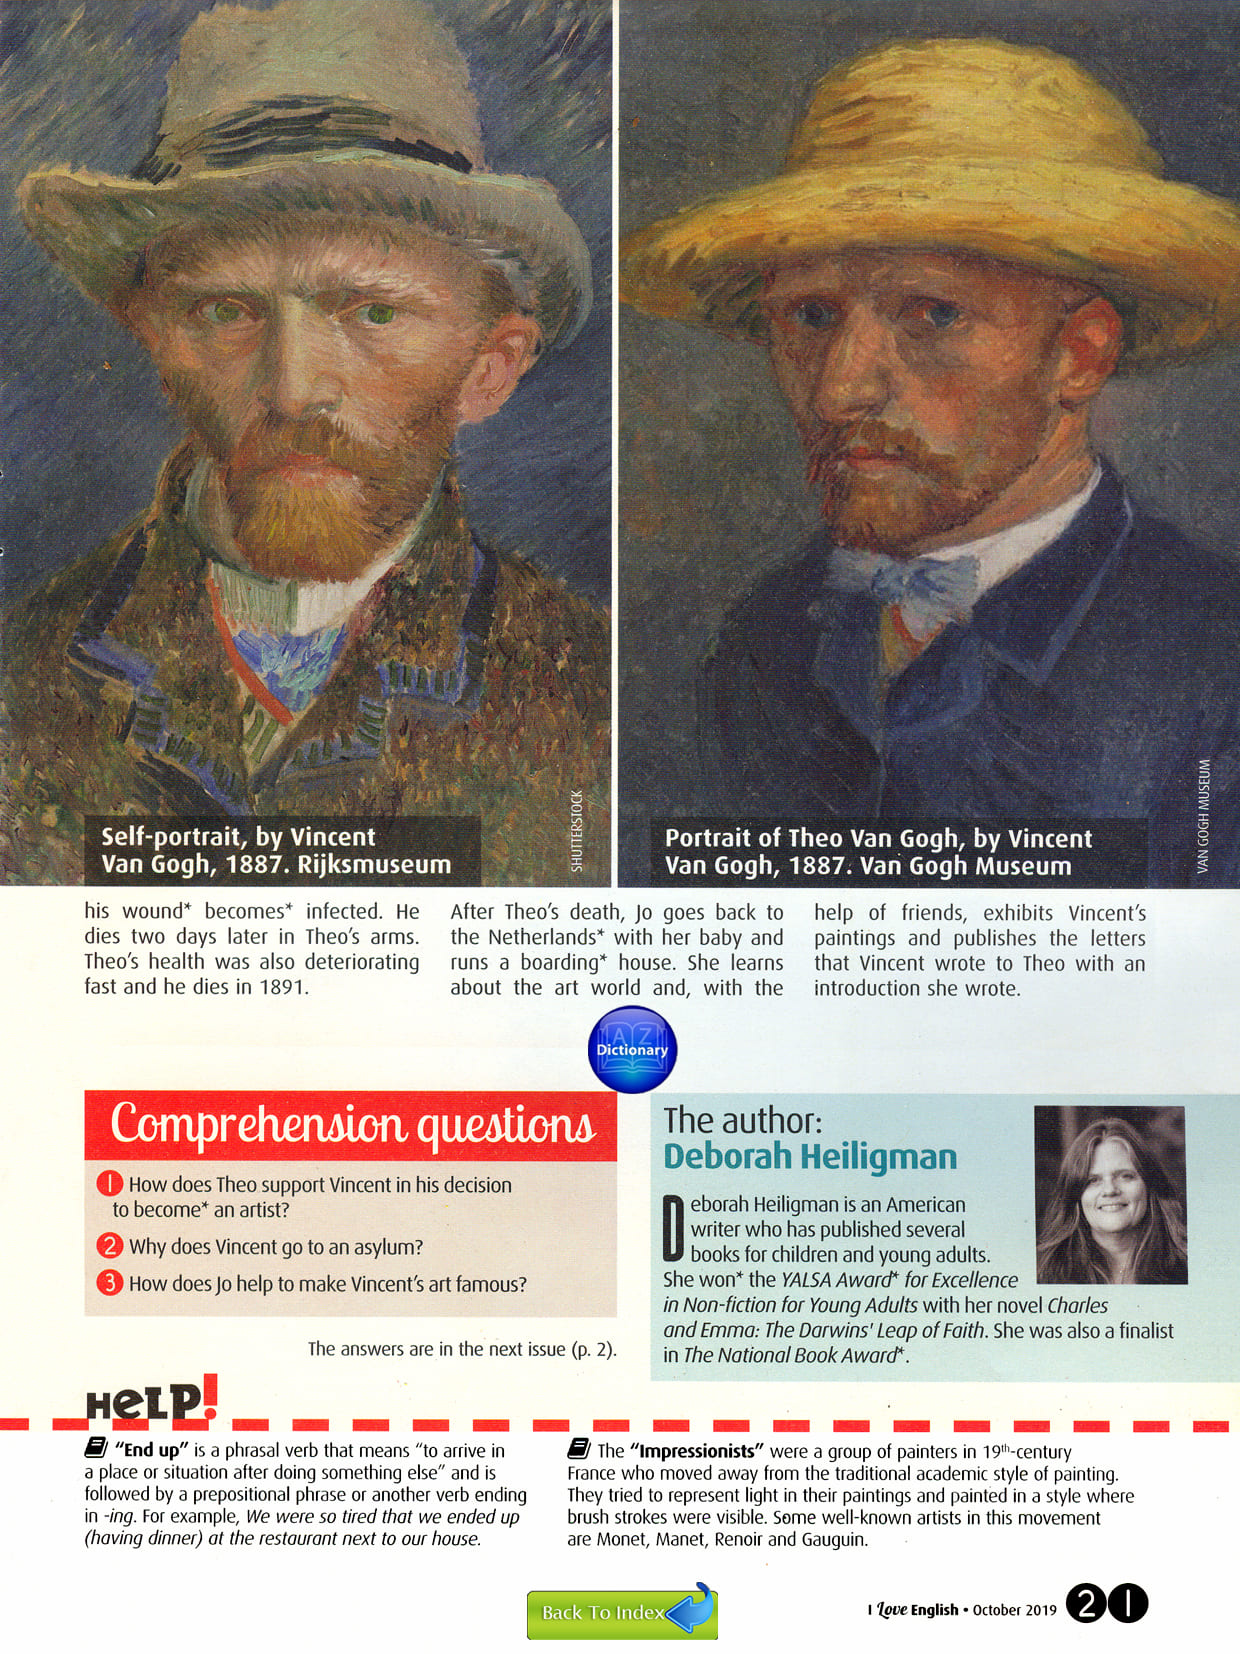 Self-portrait, by Vincent
Van Gogh, 1887. Rijksmuseum
SHUTTERSTOCK
Portrait of Theo Van Gogh, by Vincent
Van Gogh, 1887. Van Gogh Museum
VAN GOGH MUSEUM
his wound* becomes* infected. He
dies two days later in Theo's arms.
Theo's health was also deteriorating
fast and he dies in 1891.
After Theo's death, Jo goes back to
the Netherlands* with her baby and
runs a boarding* house. She learns
about the art world and, with the
help of friends, exhibits Vincent's
paintings and publishes the letters
that Vincent wrote to Theo with an
introduction she wrote.
A Z
Dictionary
Comprehension questions
1 How does Theo support Vincent in his decision
to become* an artist?
2 Why does Vincent go to an asylum?
3 How does Jo help to make Vincent's art famous?
The answers are in the next issue (p. 2).
The author:
Deborah Heiligman
Deborah Heiligman is an American
writer who has published several
books for children and young adults.
She won* the YALSA Award* for Excellence
in Non-fiction for Young Adults with her novel Charles
and Emma: The Darwins' Leap of Faith. She was also a finalist
in The National Book Award*.
HeLP!
"End up" is a phrasal verb that means "to arrive in
a place or situation after doing something else" and is
followed by a prepositional phrase or another verb ending
in -ing. For example, We were so tired that we ended up
(having dinner) at the restaurant next to our house.
The "Impressionists" were a group of painters in 19th-century
France who moved away from the traditional academic style of painting.
They tried to represent light in their paintings and painted in a style where
brush strokes were visible. Some well-known artists in this movement
are Monet, Manet, Renoir and Gauguin.
Back To Index
I Love English • October 2019 21